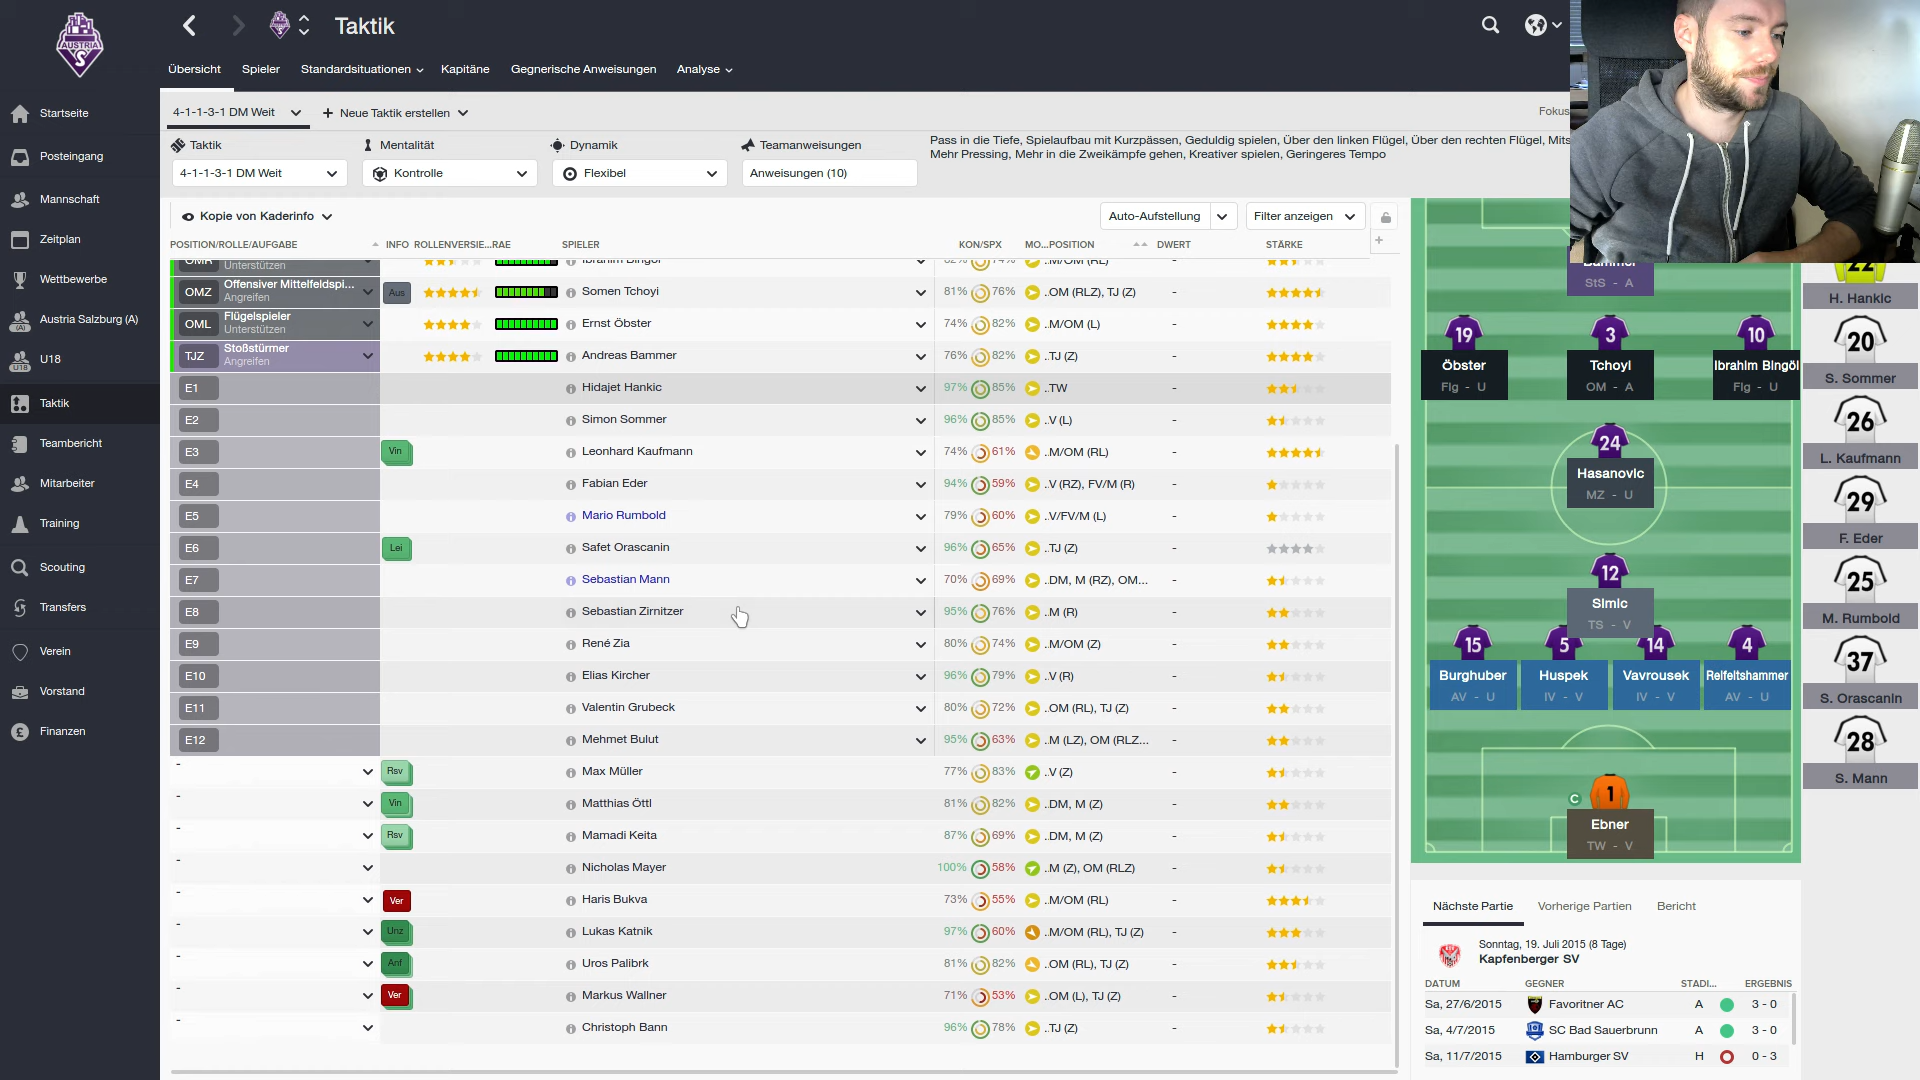 AUSTRIA
S
Taktik
Übersicht
Spieler
Standardsituationen
Kapitäne
Gegnerische Anweisungen
Analyse
4-1-1-3-1 DM Weit
Neue Taktik erstellen
Fokus
Taktik
Mentalität
Dynamik
Teamanweisungen
4-1-1-3-1 DM Weit
Kontrolle
Flexibel
Anweisungen (10)
Pass in die Tiefe, Spielaufbau mit Kurzpässen, Geduldig spielen, Über den linken Flügel, Über den rechten Flügel, Mits
Mehr Pressing, Mehr in die Zweikämpfe gehen, Kreativer spielen, Geringeres Tempo
Startseite
Posteingang
Mannschaft
Zeitplan
Wettbewerbe
Austria Salzburg (A)
U18
Taktik
Teambericht
Mitarbeiter
Training
Scouting
Transfers
Verein
Vorstand
Finanzen
Kopie von Kaderinfo
Auto-Aufstellung
Filter anzeigen
POSITION/ROLLE/AUFGABE INFO ROLLENVERSIE...RAE SPIELER KON/SPX MO...POSITION DWERT STÄRKE
OMR Unterstützen Ibrahim Bingöl 82% 74% ..M/OM (RL)
OMZ Offensiver Mittelfeldspi... Angreifen Aus Somen Tchoyi 81% 76% ..OM (RLZ), TJ (Z)
OML Flügelspieler Unterstützen Ernst Öbster 74% 82% ..M/OM (L)
TJZ Stoßstürmer Angreifen Andreas Bammer 76% 82% ..TJ (Z)
E1 Hidajet Hankic 97% 85% ..TW -
E2 Simon Sommer 96% 85% ..V (L) -
E3 Vin Leonhard Kaufmann 74% 61% ..M/OM (RL) -
E4 Fabian Eder 94% 59% ..V (RZ), FV/M (R) -
E5 Mario Rumbold 79% 60% ..V/FV/M (L) -
E6 Lei Safet Orascanin 96% 65% ..TJ (Z) -
E7 Sebastian Mann 70% 69% ..DM, M (RZ), OM... -
E8 Sebastian Zirnitzer 95% 76% ..M (R) -
E9 René Zia 80% 74% ..M/OM (Z) -
E10 Elias Kircher 96% 79% ..V (R) -
E11 Valentin Grubeck 80% 72% ..OM (RL), TJ (Z) -
E12 Mehmet Bulut 95% 63% ..M (LZ), OM (RLZ... -
- Rsv Max Müller 77% 83% ..V (Z) -
- Vin Matthias Öttl 81% 82% ..DM, M (Z) -
- Rsv Mamadi Keita 87% 69% ..DM, M (Z) -
- Nicholas Mayer 100% 58% ..M (Z), OM (RLZ) -
- Ver Haris Bukva 73% 55% ..M/OM (RL) -
- Unz Lukas Katnik 97% 60% ..M/OM (RL), TJ (Z) -
- Anf Uros Palibrk 81% 82% ..OM (RL), TJ (Z) -
- Ver Markus Wallner 71% 53% ..OM (L), TJ (Z) -
- Christoph Bann 96% 78% ..TJ (Z) -
Bammer
StS - A
19 3 10
Öbster Tchoyi Ibrahim Bingöl
Flg - U OM - A Flg - U
24
Hasanovic
MZ - U
12
Simic
TS - V
15 5 14 4
Burghuber Huspek Vavrousek Reifeltshammer
AV - U IV - V IV - V AV - U
C 1
Ebner
TW - V
22
H. Hankic
20
S. Sommer
26
L. Kaufmann
29
F. Eder
25
M. Rumbold
37
S. Orascanin
28
S. Mann
Nächste Partie
Vorherige Partien
Bericht
Sonntag, 19. Juli 2015 (8 Tage)
Kapfenberger SV
DATUM GEGNER STADI... ERGEBNIS
Sa, 27/6/2015 Favoritner AC A 3 - 0
Sa, 4/7/2015 SC Bad Sauerbrunn A 3 - 0
Sa, 11/7/2015 Hamburger SV H 0 - 3